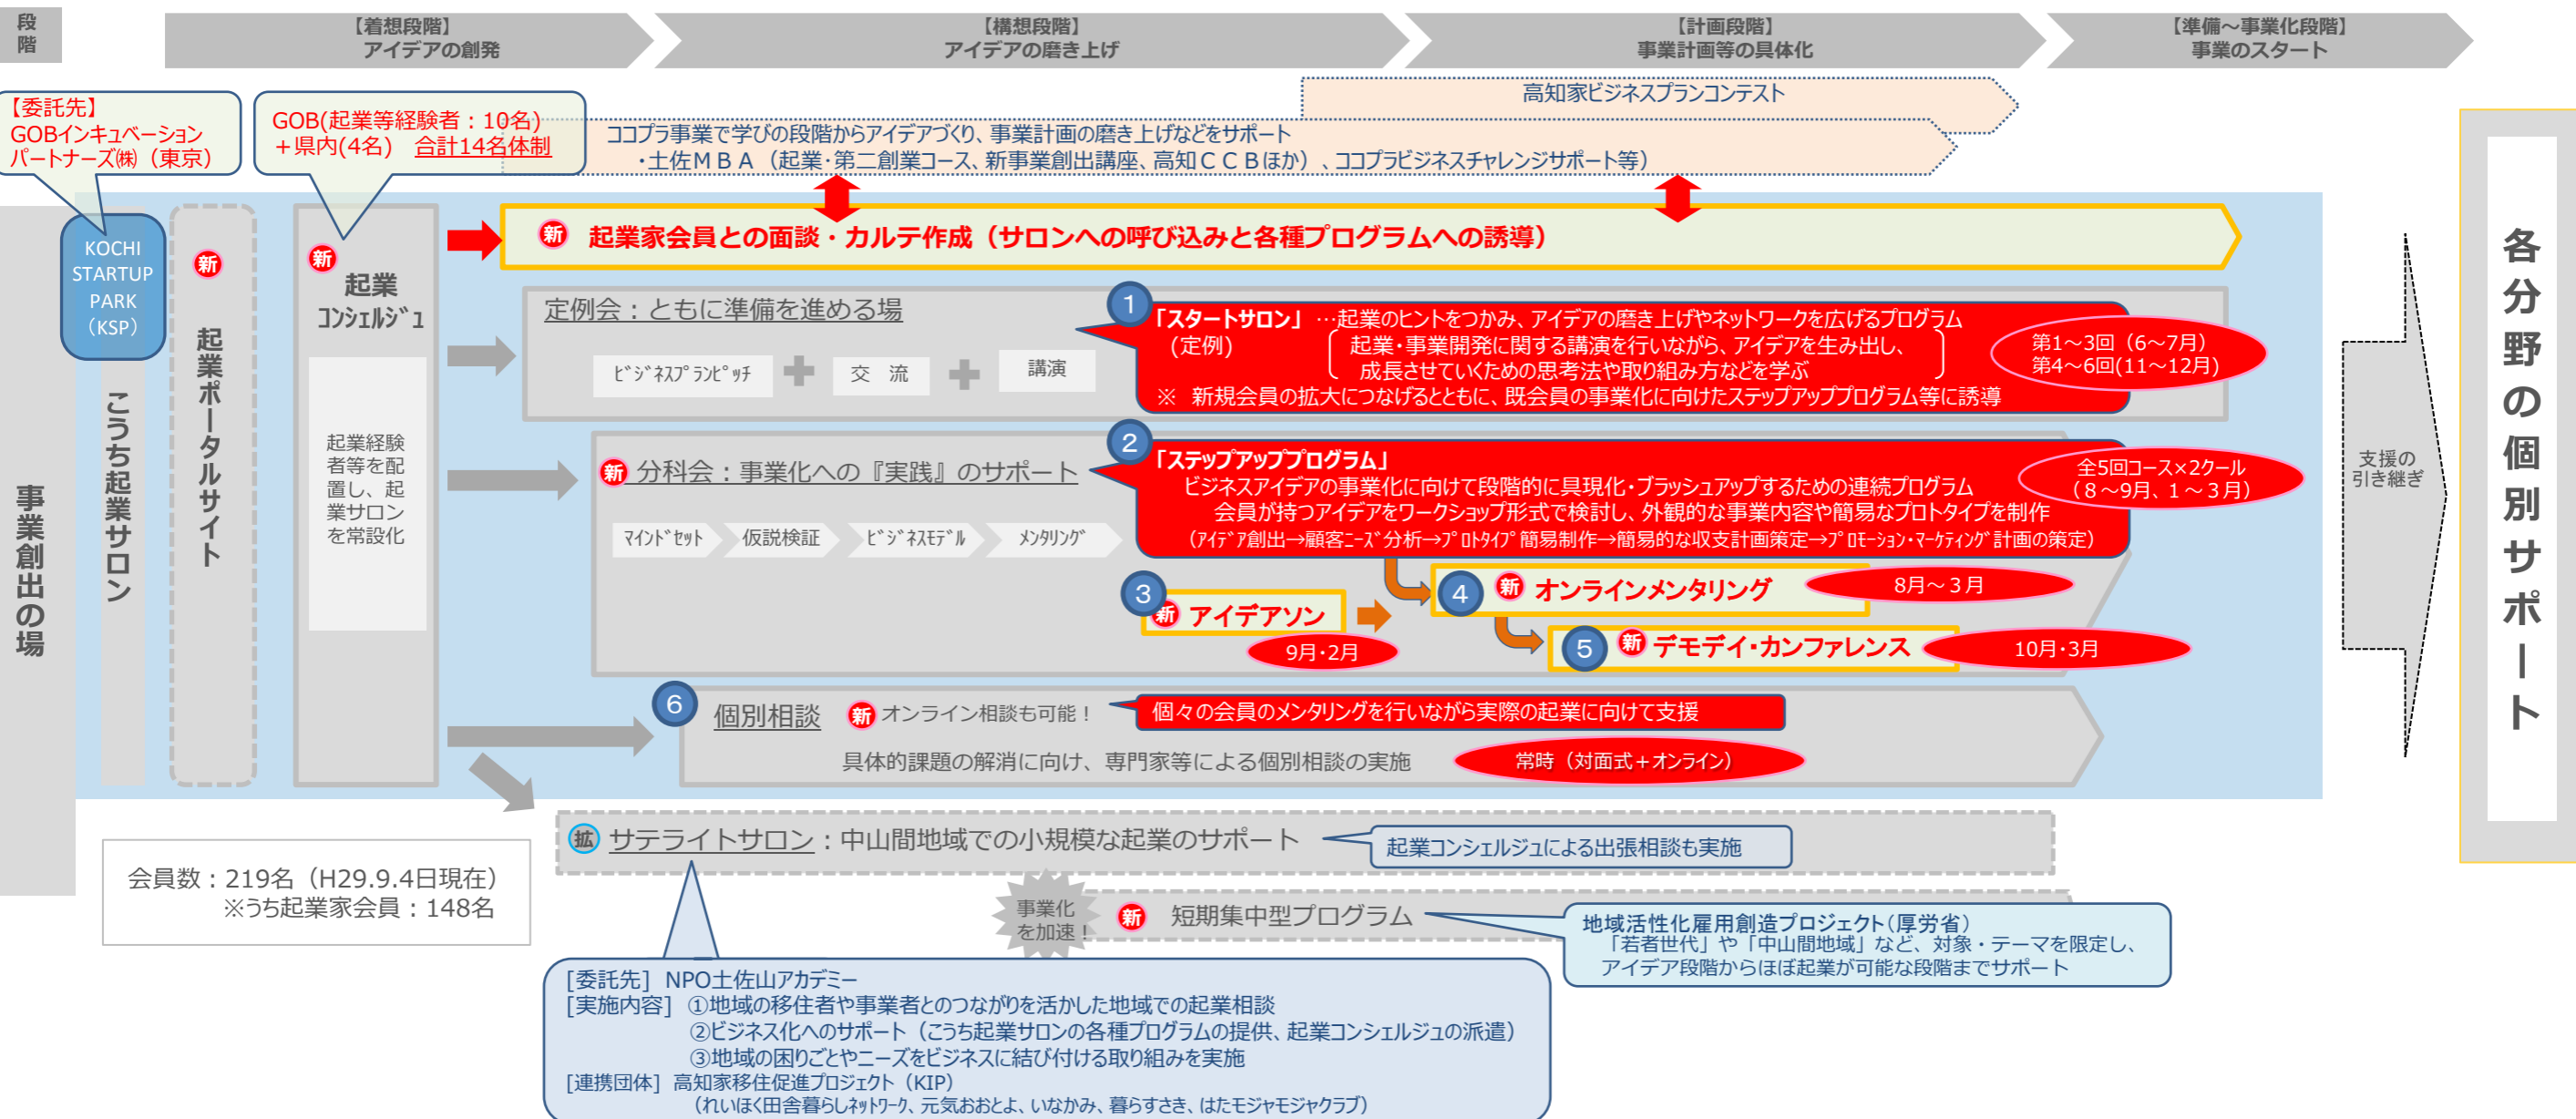 段
階
【着想段階】
アイデアの創発
【構想段階】
アイデアの磨き上げ
【計画段階】
事業計画等の具体化
【準備～事業化段階】
事業のスタート
高知家ビジネスプランコンテスト
【委託先】
GOBインキュベーション
パートナーズ㈱（東京）
GOB(起業等経験者：10名)
＋県内(4名)　合計14名体制
ココプラ事業で学びの段階からアイデアづくり、事業計画の磨き上げなどをサポート
・土佐ＭＢＡ（起業・第二創業コース、新事業創出講座、高知ＣＣＢほか）、ココプラビジネスチャレンジサポート等）
事業創出の場
KOCHI
STARTUP
PARK
（KSP）
こうち起業サロン
新
起業ポータルサイト
新
起業
ｺﾝｼｪﾙｼﾞｭ
起業経験
者等を配
置し、起
業サロン
を常設化
新 起業家会員との面談・カルテ作成（サロンへの呼び込みと各種プログラムへの誘導）
定例会：ともに準備を進める場
ﾋﾞｼﾞﾈｽﾌﾟﾗﾝﾋﾟｯﾁ
交　流
講演
1
「スタートサロン」…起業のヒントをつかみ、アイデアの磨き上げやネットワークを広げるプログラム
(定例)
起業・事業開発に関する講演を行いながら、アイデアを生み出し、
成長させていくための思考法や取り組み方などを学ぶ
※ 新規会員の拡大につなげるとともに、既会員の事業化に向けたステップアッププログラム等に誘導
第1～3回（6～7月）
第4～6回(11～12月)
新 分科会：事業化への『実践』のサポート
ﾏｲﾝﾄﾞｾｯﾄ
仮説検証
ﾋﾞｼﾞﾈｽﾓﾃﾞﾙ
ﾒﾝﾀﾘﾝｸﾞ
2
「ステップアッププログラム」
ビジネスアイデアの事業化に向けて段階的に具現化・ブラッシュアップするための連続プログラム
会員が持つアイデアをワークショップ形式で検討し、外観的な事業内容や簡易なプロトタイプを制作
（ｱｲﾃﾞｱ創出→顧客ﾆｰｽﾞ分析→ﾌﾟﾛﾄﾀｲﾌﾟ簡易制作→簡易的な収支計画策定→ﾌﾟﾛﾓｰｼｮﾝ・ﾏｰｹﾃｨﾝｸﾞ計画の策定）
全5回コース×2クール
（８～9月、１～３月）
3
新 アイデアソン
9月・2月
4
新 オンラインメンタリング
8月～３月
5
新 デモデイ・カンファレンス
10月・3月
6
個別相談 新 オンライン相談も可能！
個々の会員のメンタリングを行いながら実際の起業に向けて支援
具体的課題の解消に向け、専門家等による個別相談の実施
常時（対面式＋オンライン）
支援の
引き継ぎ
各分野の個別サポート
拡 サテライトサロン：中山間地域での小規模な起業のサポート
起業コンシェルジュによる出張相談も実施
会員数：219名（H29.9.4日現在）
※うち起業家会員：148名
事業化
を加速！
新 短期集中型プログラム
地域活性化雇用創造プロジェクト（厚労省）
「若者世代」や「中山間地域」など、対象・テーマを限定し、
アイデア段階からほぼ起業が可能な段階までサポート
[委託先] NPO土佐山アカデミー
[実施内容] ①地域の移住者や事業者とのつながりを活かした地域での起業相談
②ビジネス化へのサポート（こうち起業サロンの各種プログラムの提供、起業コンシェルジュの派遣）
③地域の困りごとやニーズをビジネスに結び付ける取り組みを実施
[連携団体] 高知家移住促進プロジェクト（KIP）
（れいほく田舎暮らしﾈｯﾄﾜｰｸ、元気おおとよ、いなかみ、暮らすさき、はたモジャモジャクラブ）